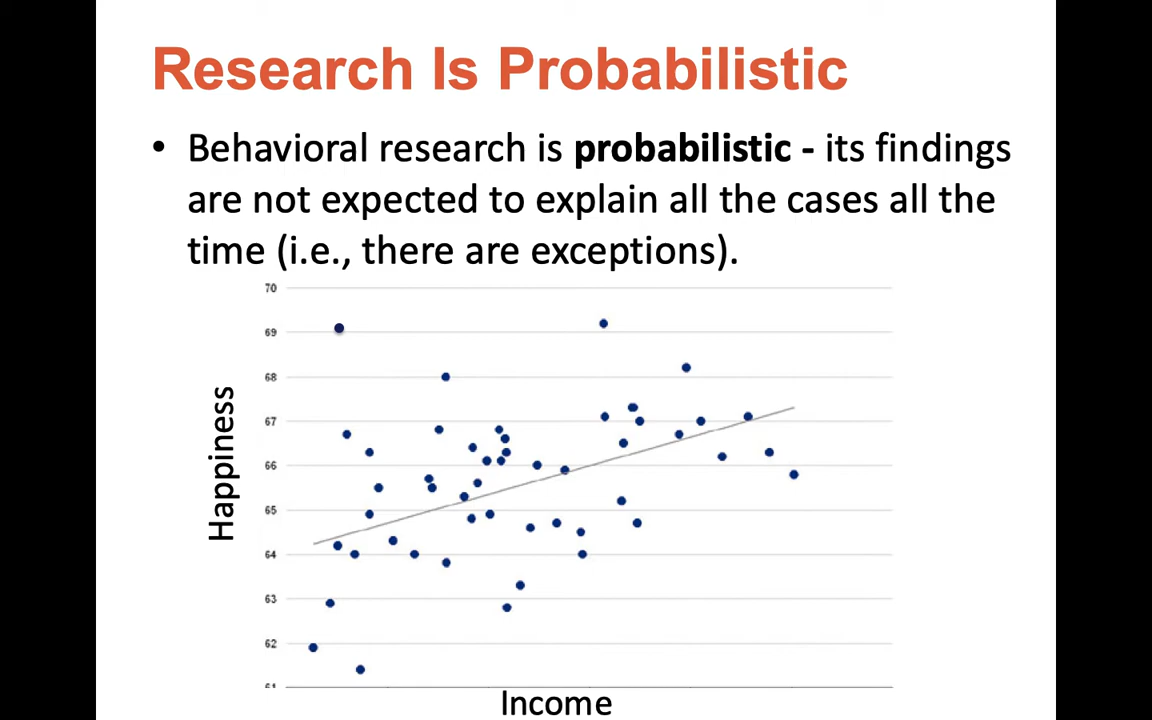 Research Is Probabilistic
• Behavioral research is probabilistic - its findings
are not expected to explain all the cases all the
time (i.e., there are exceptions).
70
69
68
67
66
65
64
63
62
61
Happiness
Income